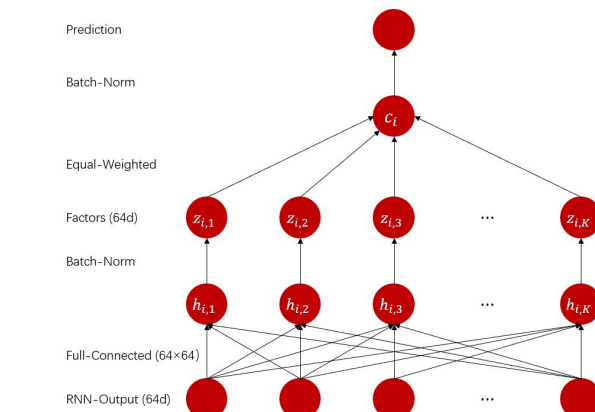 Prediction
Batch-Norm
c_i
Equal-Weighted
Factors (64d) z_{i,1} z_{i,2} z_{i,3} ... z_{i,K}
Batch-Norm
h_{i,1} h_{i,2} h_{i,3} ... h_{i,K}
Full-Connected (64×64)
RNN-Output (64d) ...